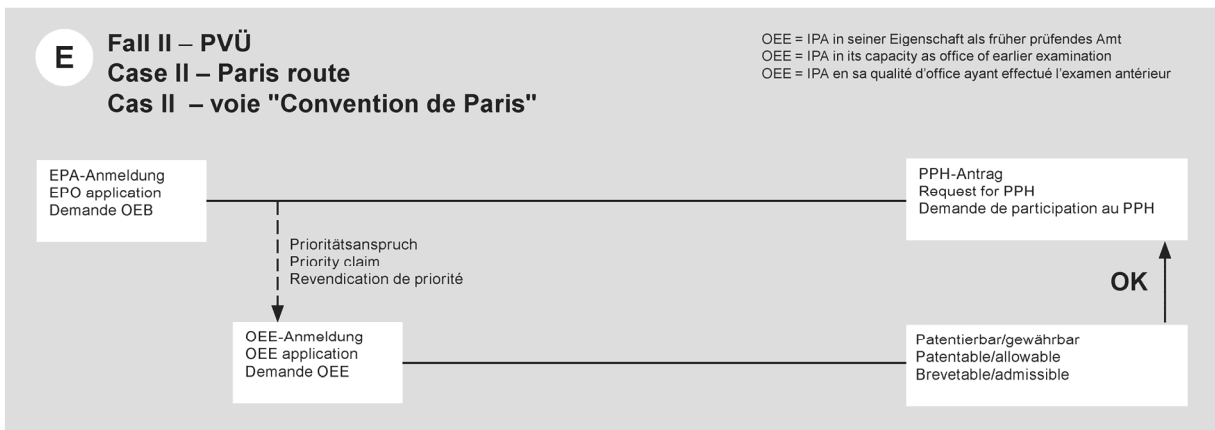 E
Fall II – PVÜ
Case II – Paris route
Cas II – voie "Convention de Paris"
OEE = IPA in seiner Eigenschaft als früher prüfendes Amt
OEE = IPA in its capacity as office of earlier examination
OEE = IPA en sa qualité d'office ayant effectué l'examen antérieur
EPA-Anmeldung
EPO application
Demande OEB
PPH-Antrag
Request for PPH
Demande de participation au PPH
Prioritätsanspruch
Priority claim
Revendication de priorité
OK
OEE-Anmeldung
OEE application
Demande OEE
Patentierbar/gewährbar
Patentable/allowable
Brevetable/admissible